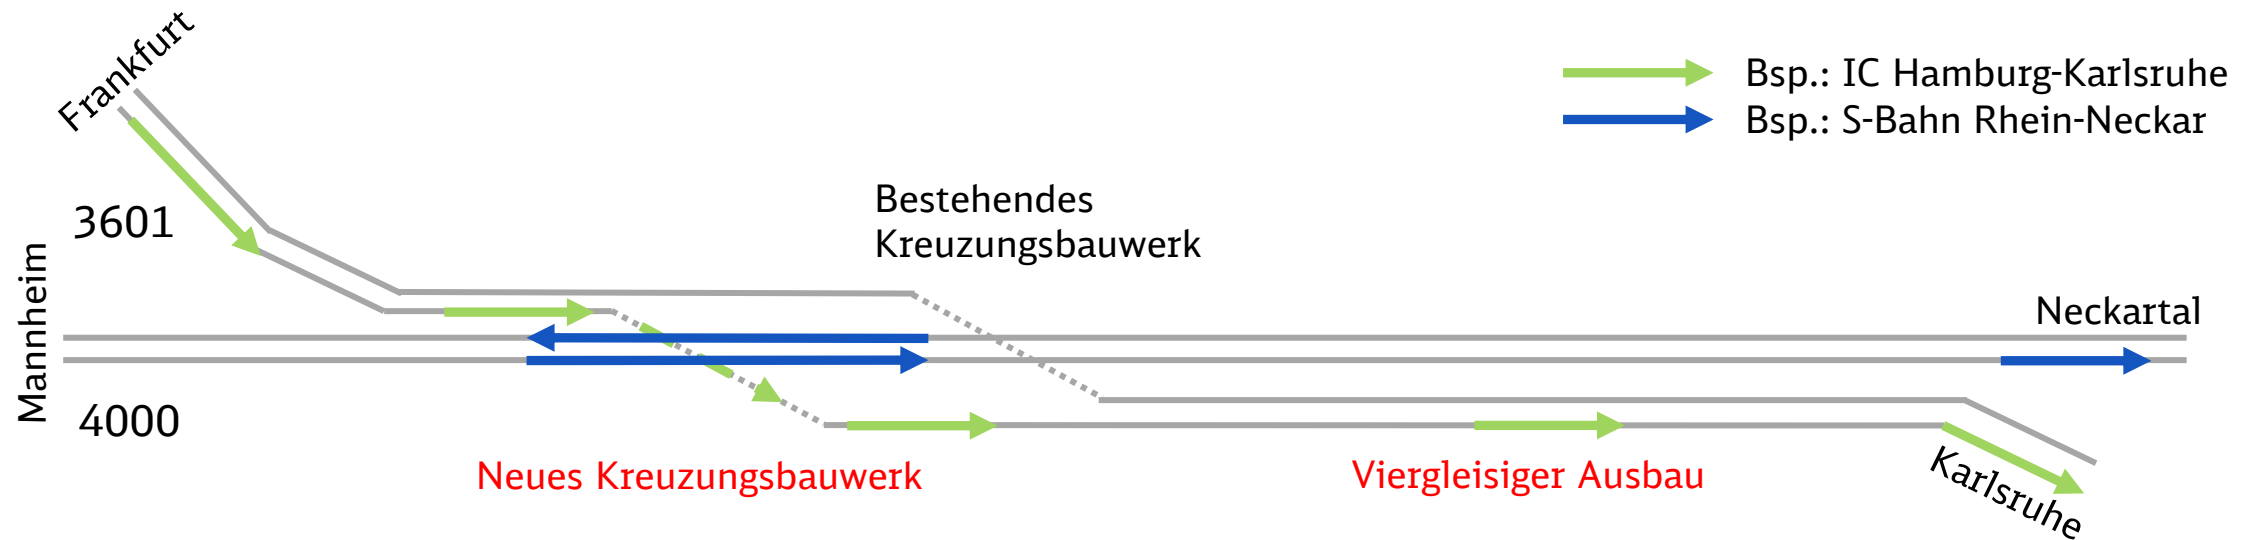 Frankfurt
Bsp.: IC Hamburg-Karlsruhe
Bsp.: S-Bahn Rhein-Neckar
3601
Bestehendes
Kreuzungsbauwerk
Mannheim
Neckartal
4000
Neues Kreuzungsbauwerk
Viergleisiger Ausbau
Karlsruhe